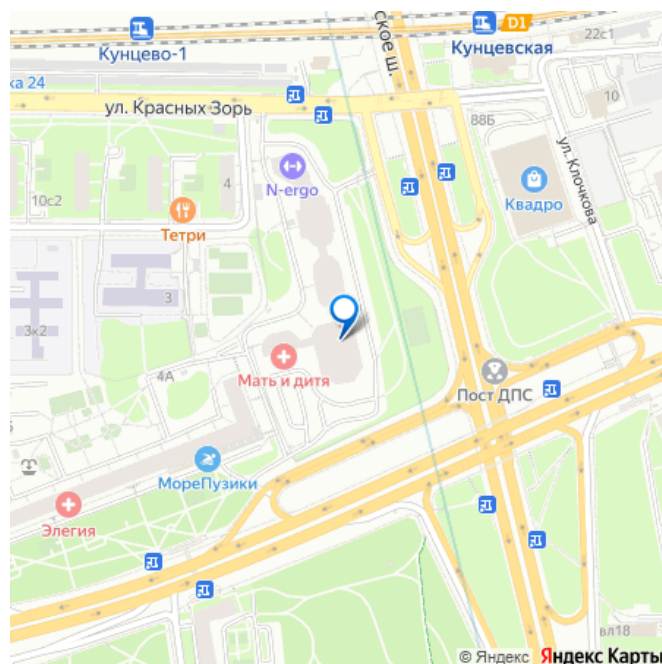 Кунцево-1
D1
Кунцевская
22с1
ское ш.
ка 24
ул. Красных Зорь
10
88Б
ул. Клочкова
4
N-ergo
10с2
Квадро
Тетри
3
3к2
4А
Мать и дитя
Пост ДПС
МореПузики
Элегия
вл18
© Яндекс Яндекс Карты